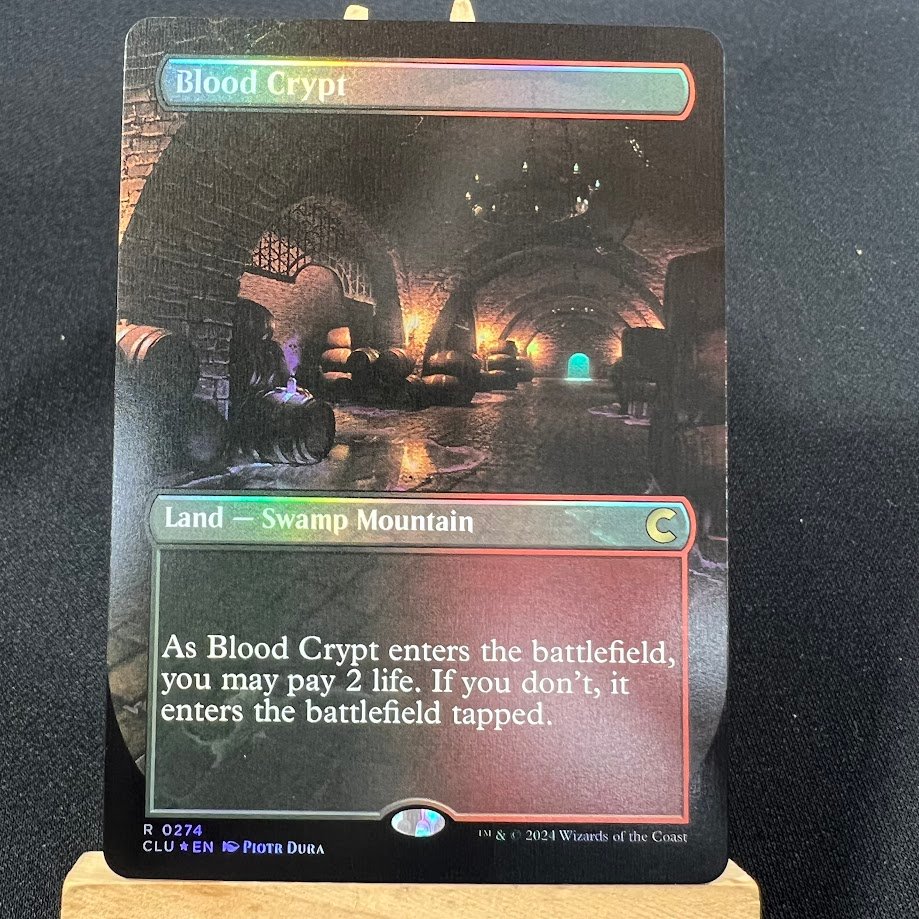 Blood Crypt
Land — Swamp Mountain
As Blood Crypt enters the battlefield,
you may pay 2 life. If you don't, it
enters the battlefield tapped.
R 0274
CLU ★ EN Piotr Dura
™ & © 2024 Wizards of the Coast